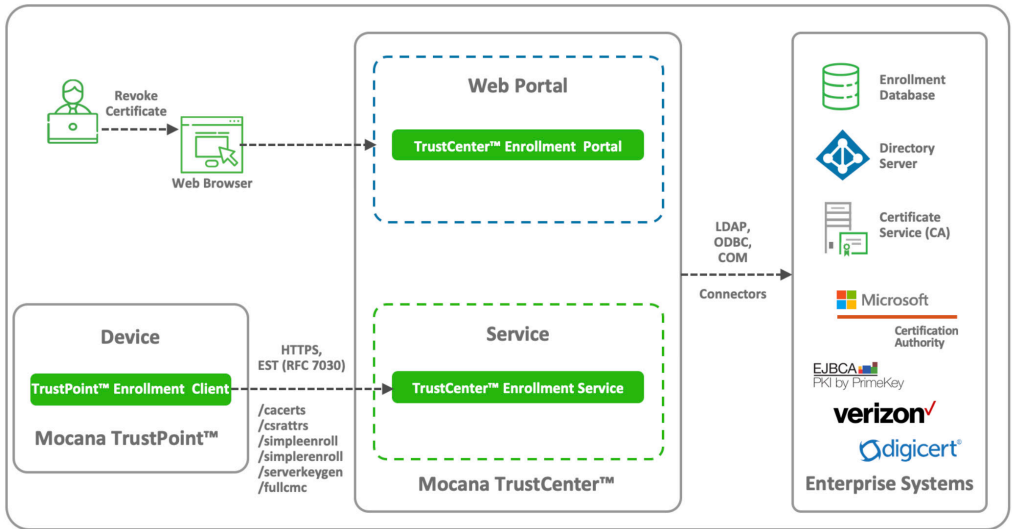 Revoke
Certificate
Web Browser
Web Portal
TrustCenter™ Enrollment Portal
Device
TrustPoint™ Enrollment Client
Mocana TrustPoint™
HTTPS,
EST (RFC 7030)
/cacerts
/csrattrs
/simpleenroll
/simplerenroll
/serverkeygen
/fullcmc
Service
TrustCenter™ Enrollment Service
Mocana TrustCenter™
LDAP,
ODBC,
COM
Connectors
Enrollment
Database
Directory
Server
Certificate
Service (CA)
Microsoft
Certification
Authority
EJBCA
PKI by PrimeKey
verizon✓
digicert®
Enterprise Systems